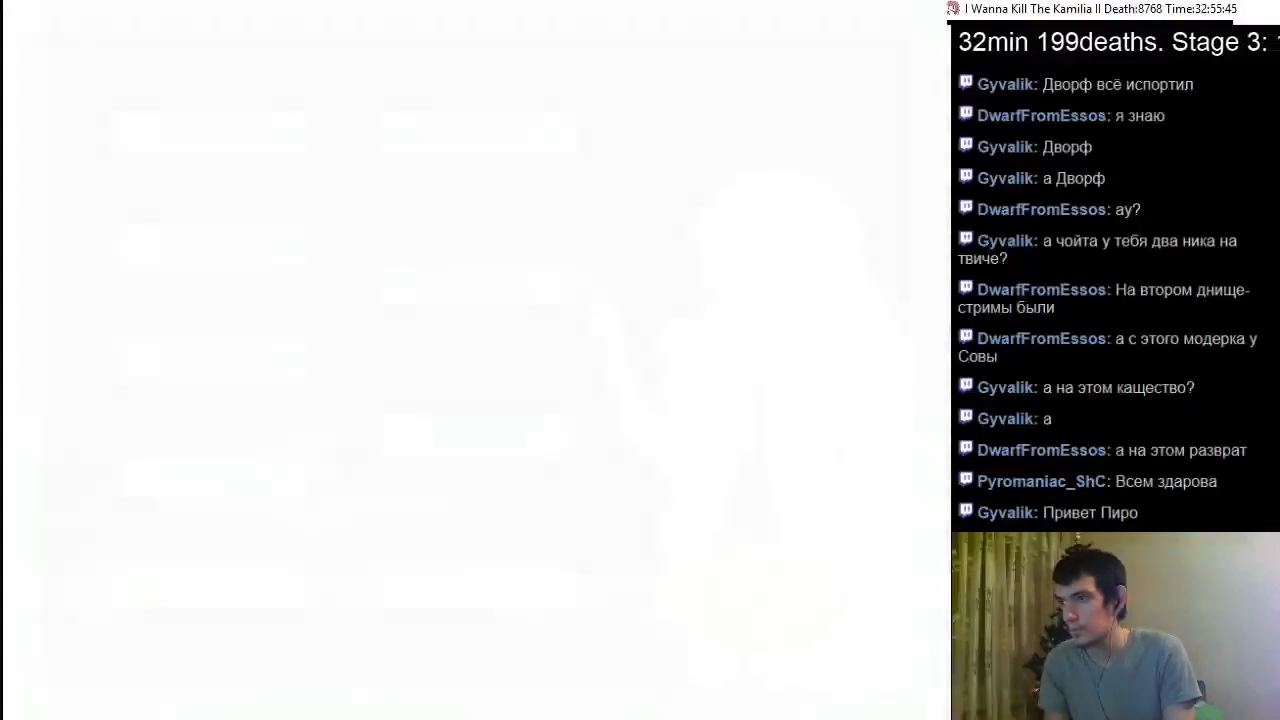 I Wanna Kill The Kamilia II Death:8768 Time:32:55:45
32min 199deaths. Stage 3:
Gyvalik: Дворф всё испортил
DwarfFromEssos: я знаю
Gyvalik: Дворф
Gyvalik: а Дворф
DwarfFromEssos: ау?
Gyvalik: а чойта у тебя два ника на
твиче?
DwarfFromEssos: На втором днище-
стримы были
DwarfFromEssos: а с этого модерка у
Совы
Gyvalik: а на этом кащество?
Gyvalik: а
DwarfFromEssos: а на этом разврат
Pyromaniac_ShC: Всем здарова
Gyvalik: Привет Пиро